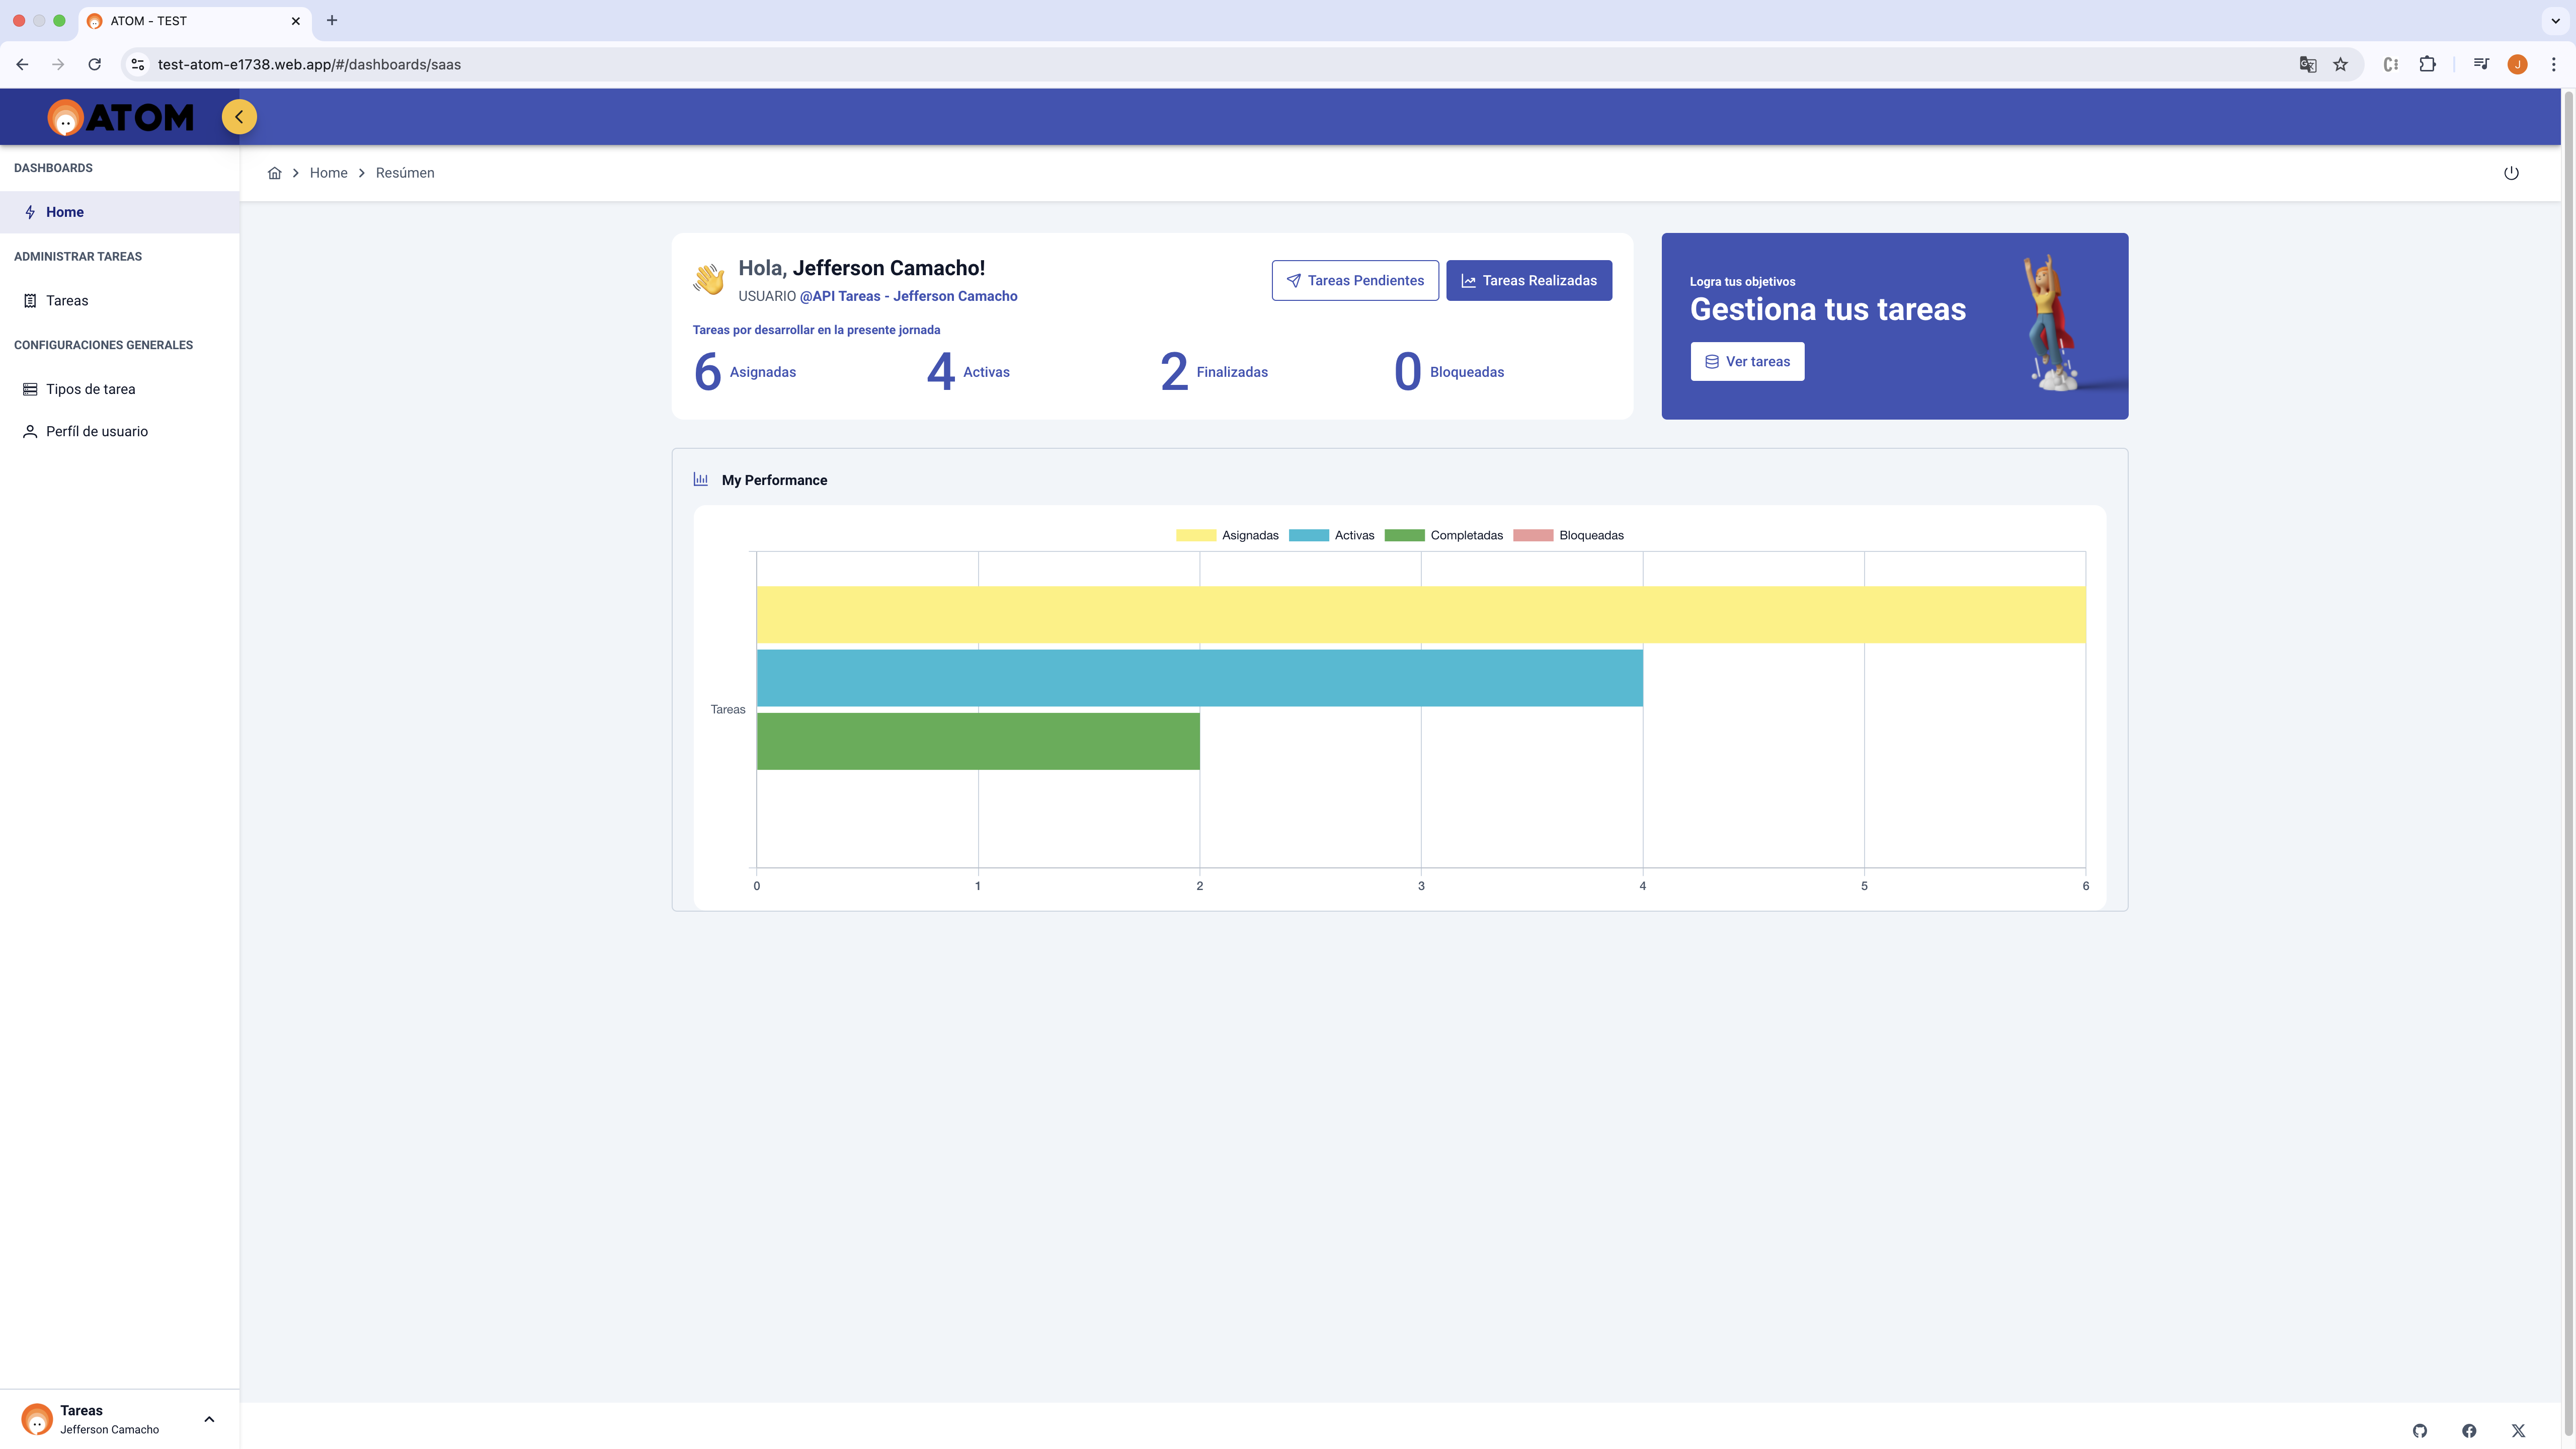 ATOM - TEST
test-atom-e1738.web.app/#/dashboards/saas
J
ATOM
DASHBOARDS
Home
ADMINISTRAR TAREAS
Tareas
CONFIGURACIONES GENERALES
Tipos de tarea
Perfíl de usuario
Home
Resúmen
Hola, Jefferson Camacho!
USUARIO @API Tareas - Jefferson Camacho
Tareas Pendientes
Tareas Realizadas
Tareas por desarrollar en la presente jornada
6 Asignadas
4 Activas
2 Finalizadas
0 Bloqueadas
Logra tus objetivos
Gestiona tus tareas
Ver tareas
My Performance
Asignadas
Activas
Completadas
Bloqueadas
Tareas
0 1 2 3 4 5 6
Tareas
Jefferson Camacho